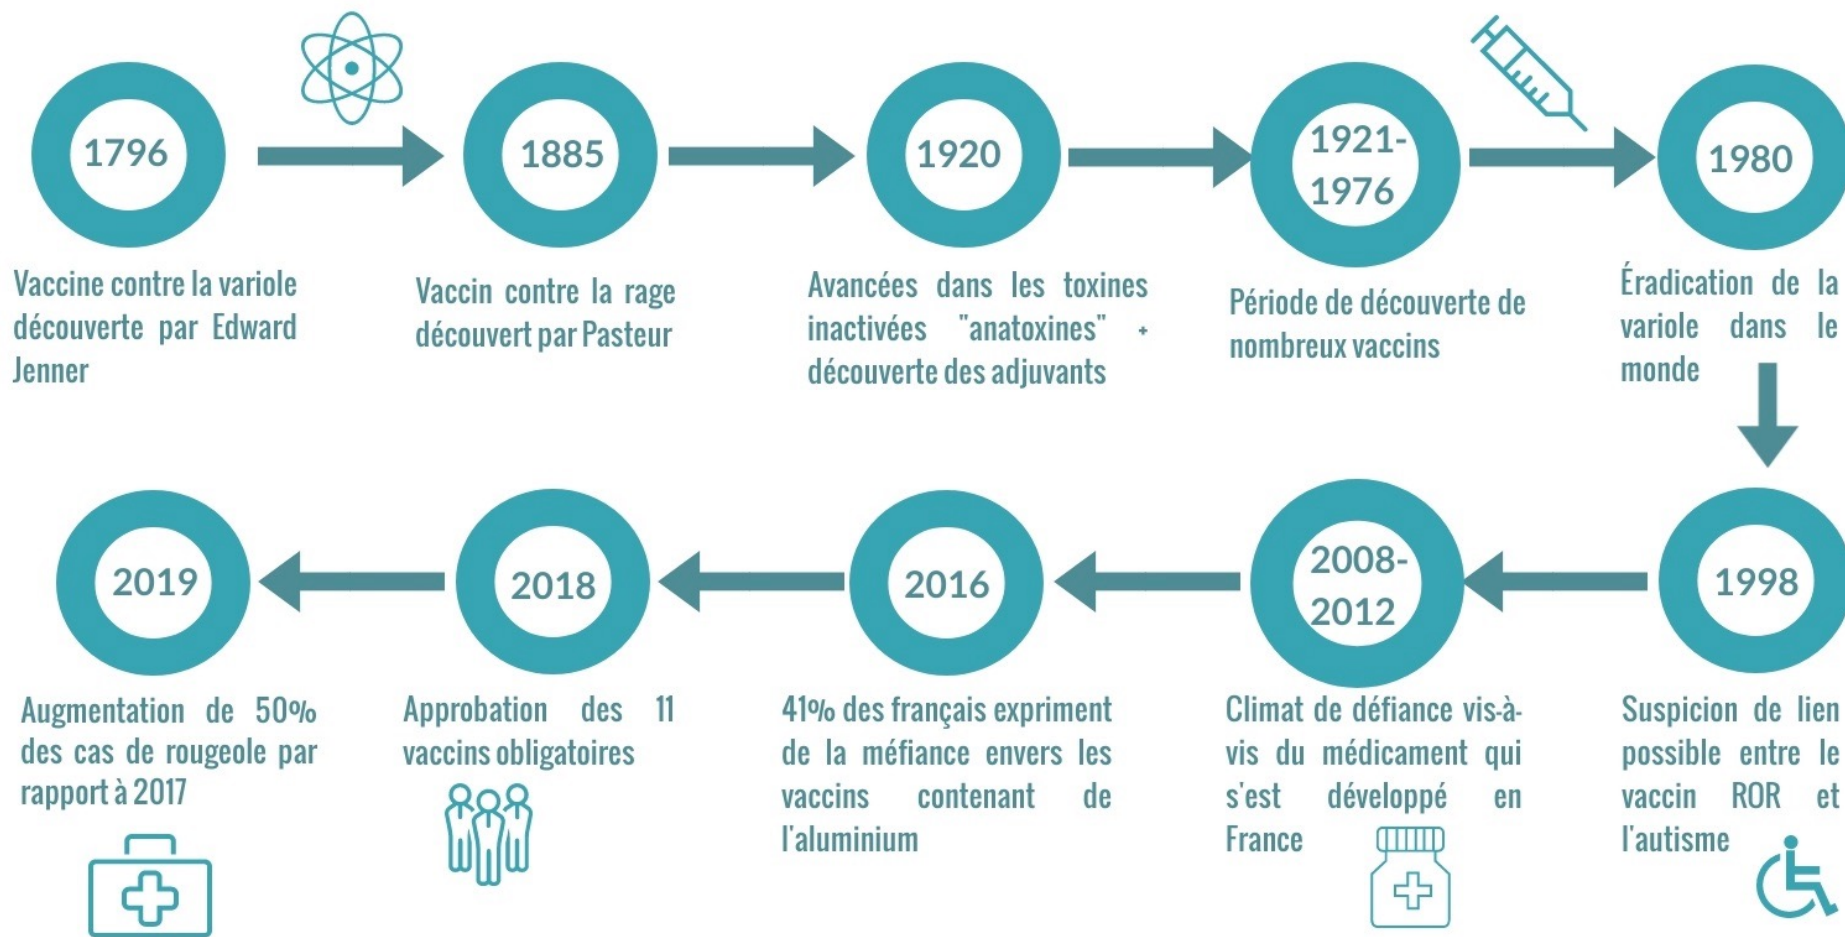 1796
Vaccine contre la variole
découverte par Edward
Jenner
1885
Vaccin contre la rage
découvert par Pasteur
1920
Avancées dans les toxines
inactivées "anatoxines" +
découverte des adjuvants
1921-
1976
Période de découverte de
nombreux vaccins
1980
Éradication de la
variole dans le
monde
1998
Suspicion de lien
possible entre le
vaccin ROR et
l'autisme
2008-
2012
Climat de défiance vis-à-
vis du médicament qui
s'est développé en
France
2016
41% des français expriment
de la méfiance envers les
vaccins contenant de
l'aluminium
2018
Approbation des 11
vaccins obligatoires
2019
Augmentation de 50%
des cas de rougeole par
rapport à 2017